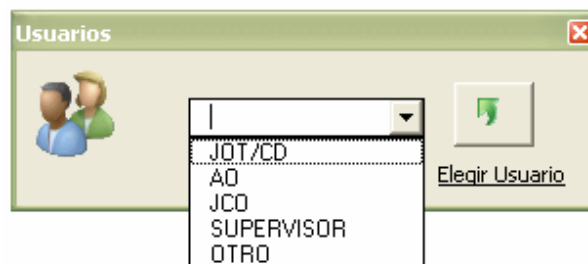 Usuarios
JOT/CD
AO
JCO
SUPERVISOR
OTRO
Elegir Usuario